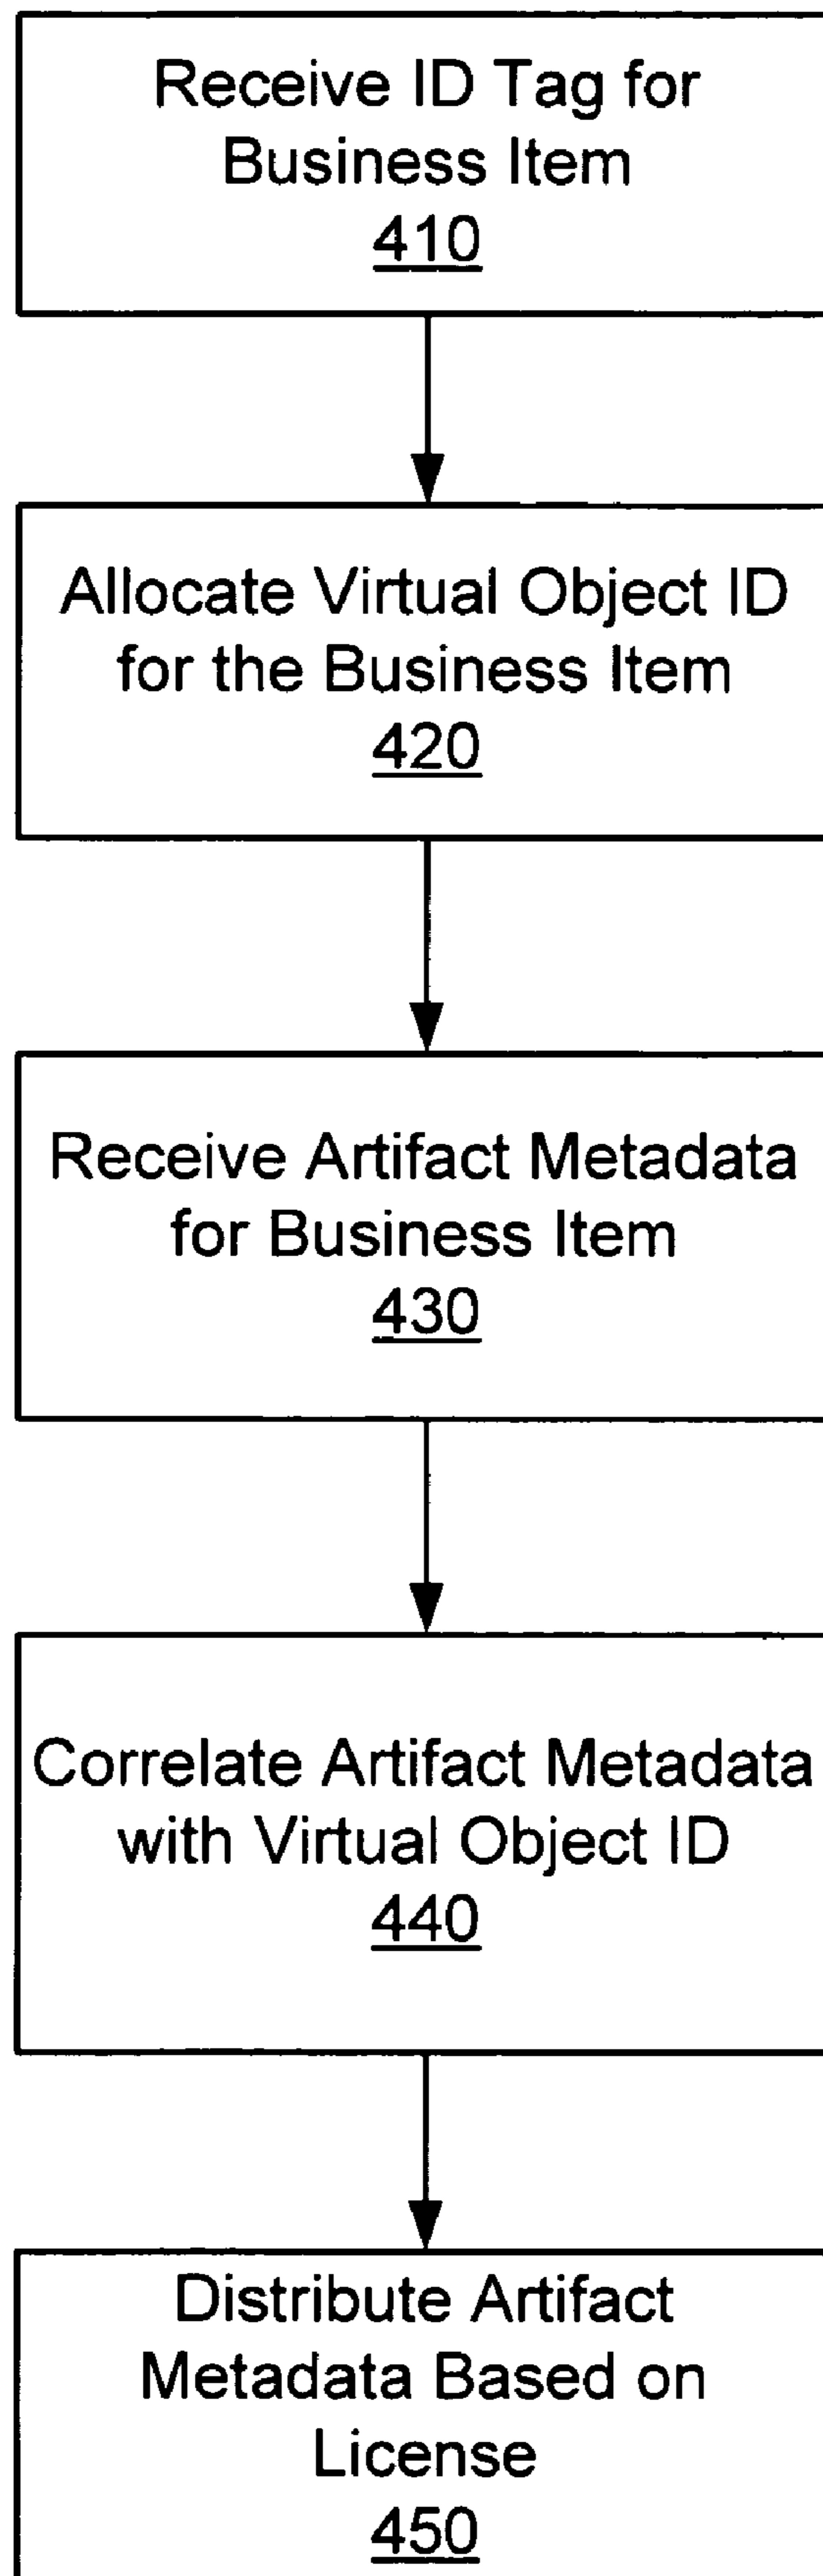 Receive ID Tag for
Business Item
410
Allocate Virtual Object ID
for the Business Item
420
Receive Artifact Metadata
for Business Item
430
Correlate Artifact Metadata
with Virtual Object ID
440
Distribute Artifact
Metadata Based on
License
450